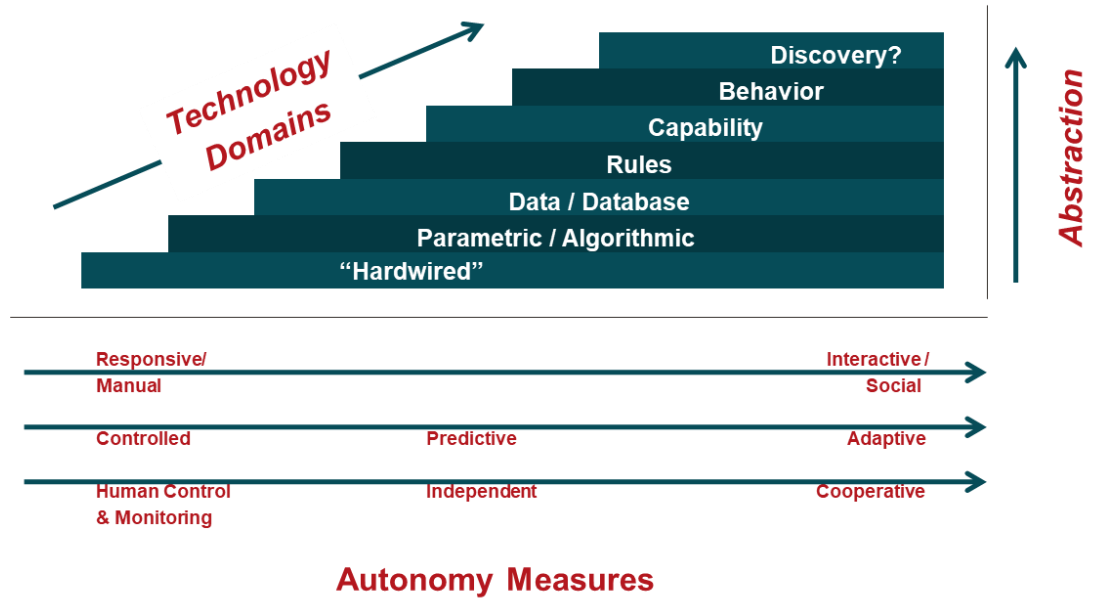 Technology
Domains
Discovery?
Behavior
Capability
Rules
Data / Database
Parametric / Algorithmic
“Hardwired”
Abstraction
Responsive/
Manual
Interactive /
Social
Controlled
Predictive
Adaptive
Human Control
& Monitoring
Independent
Cooperative
Autonomy Measures